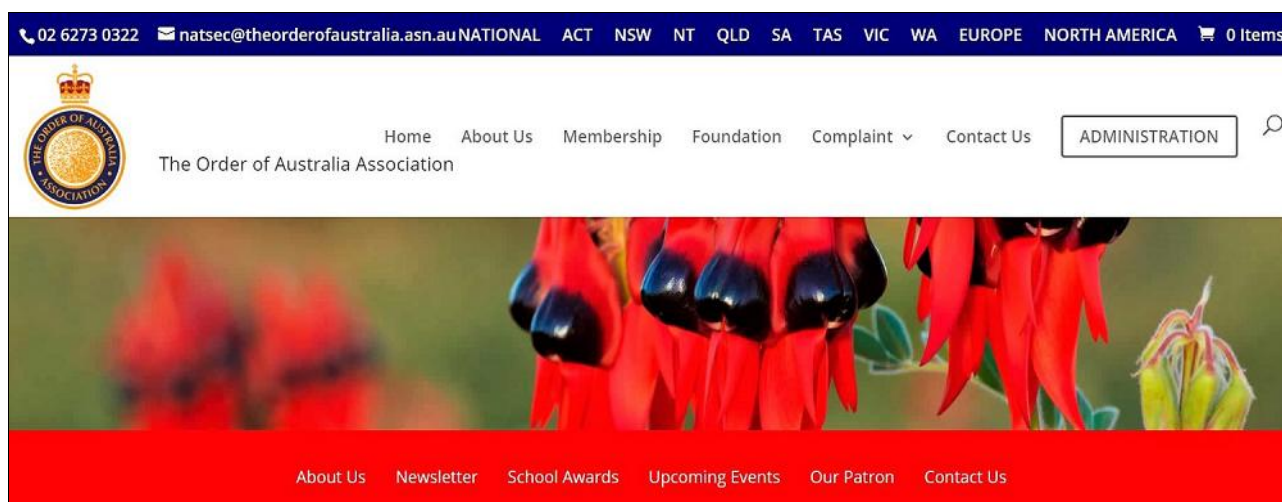 02 6273 0322 natsec@theorderofaustralia.asn.au NATIONAL ACT NSW NT QLD SA TAS VIC WA EUROPE NORTH AMERICA 0 Items
THE ORDER OF AUSTRALIA
ASSOCIATION
Home About Us Membership Foundation Complaint Contact Us ADMINISTRATION
The Order of Australia Association
About Us Newsletter School Awards Upcoming Events Our Patron Contact Us